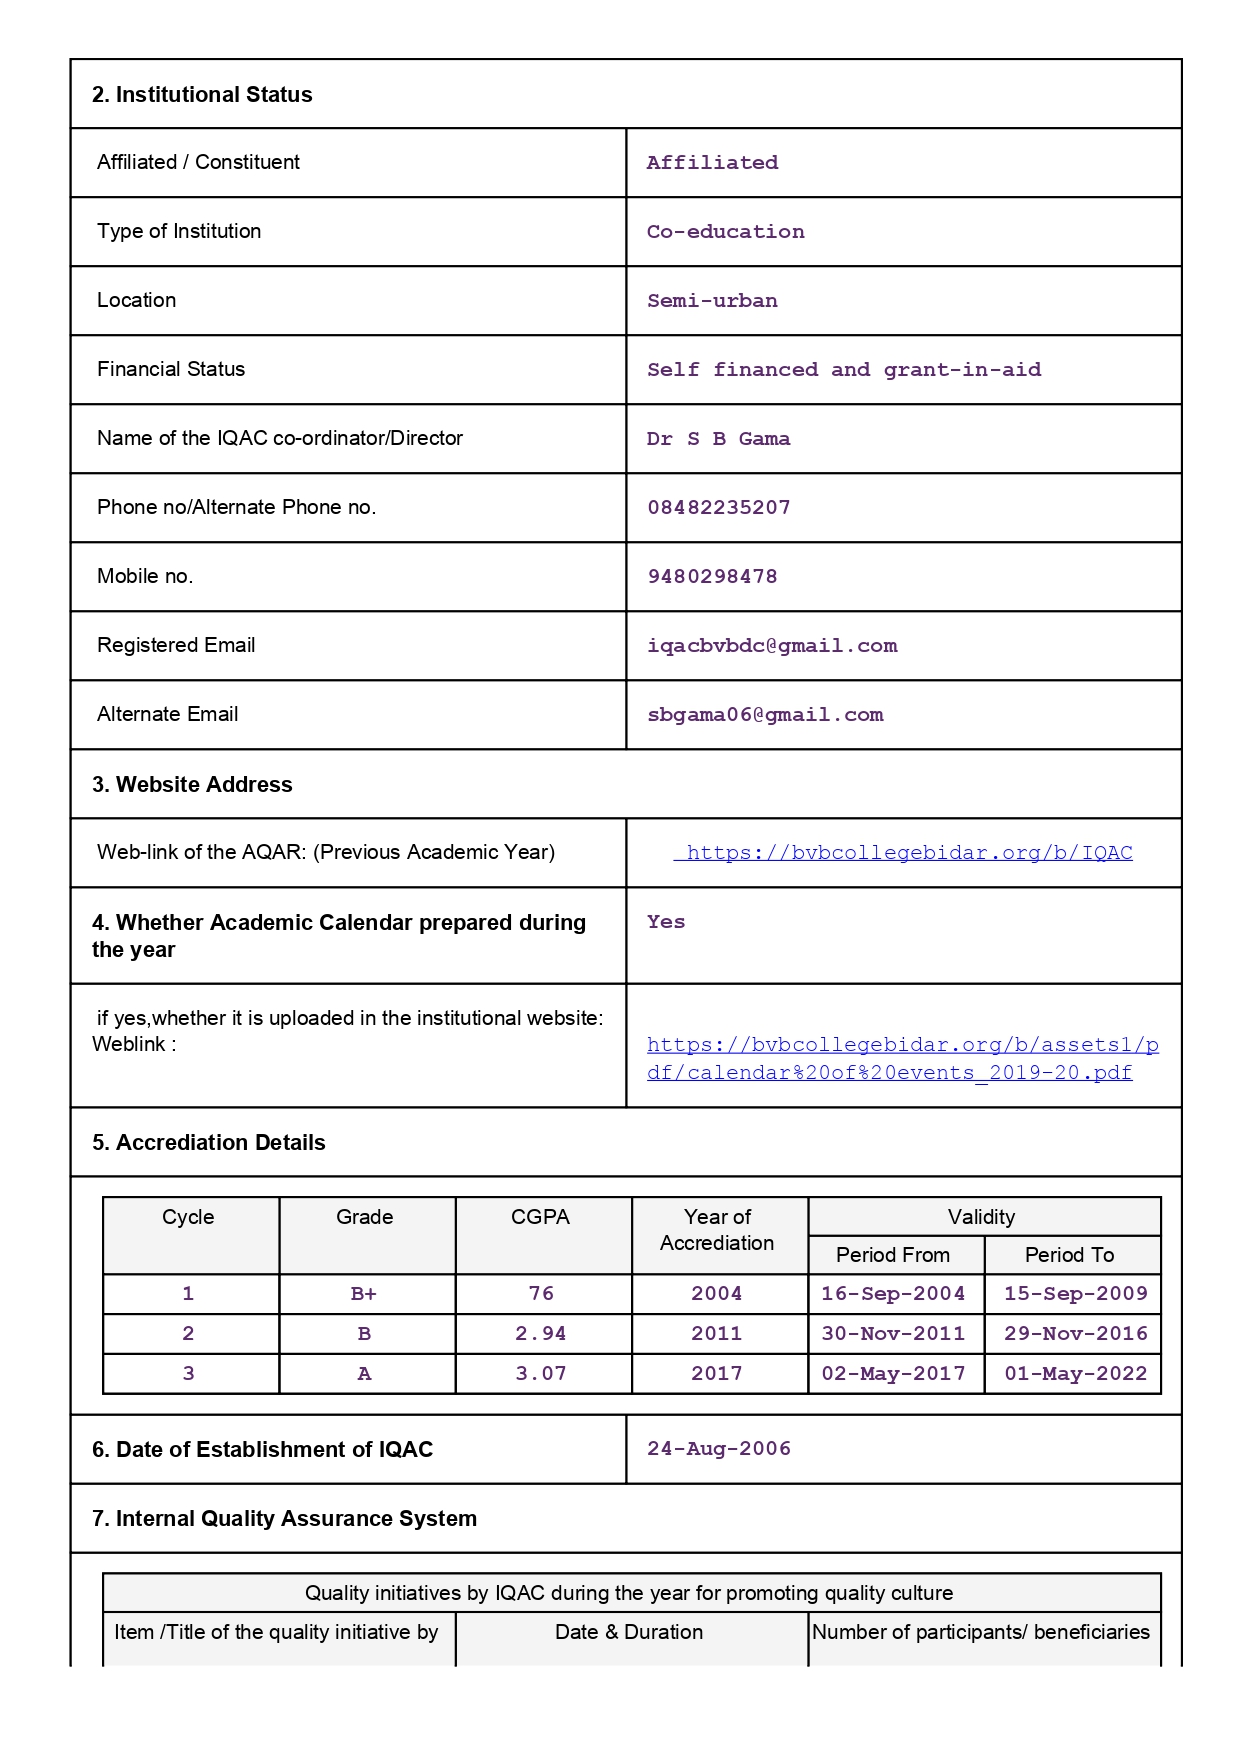 2. Institutional Status
Affiliated / Constituent Affiliated
Type of Institution Co-education
Location Semi-urban
Financial Status Self financed and grant-in-aid
Name of the IQAC co-ordinator/Director Dr S B Gama
Phone no/Alternate Phone no. 08482235207
Mobile no. 9480298478
Registered Email iqacbvbdc@gmail.com
Alternate Email sbgama06@gmail.com
3. Website Address
Web-link of the AQAR: (Previous Academic Year) https://bvbcollegebidar.org/b/IQAC
4. Whether Academic Calendar prepared during Yes
the year
if yes,whether it is uploaded in the institutional website:
Weblink : https://bvbcollegebidar.org/b/assets1/p
df/calendar%20of%20events_2019-20.pdf
5. Accrediation Details
Cycle Grade CGPA Year of Validity
Accrediation Period From Period To
1 B+ 76 2004 16-Sep-2004 15-Sep-2009
2 B 2.94 2011 30-Nov-2011 29-Nov-2016
3 A 3.07 2017 02-May-2017 01-May-2022
6. Date of Establishment of IQAC 24-Aug-2006
7. Internal Quality Assurance System
Quality initiatives by IQAC during the year for promoting quality culture
Item /Title of the quality initiative by Date & Duration Number of participants/ beneficiaries